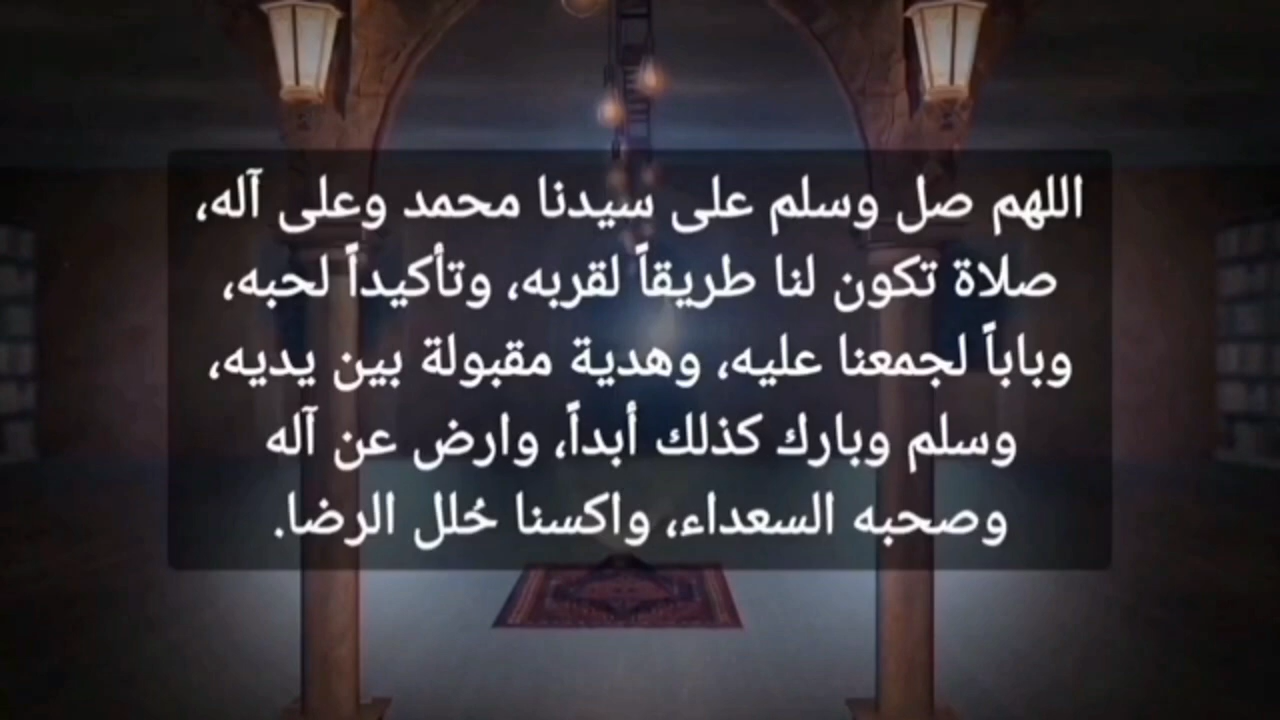 اللهم صل وسلم على سيدنا محمد وعلى آله،
صلاة تكون لنا طريقاً لقربه، وتأكيداً لحبه،
وباباً لجمعنا عليه، وهدية مقبولة بين يديه،
وسلم وبارك كذلك أبداً، وارض عن آله
وصحبه السعداء، واكسنا حُلل الرضا.